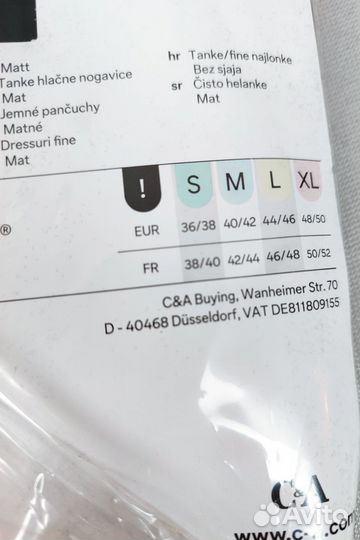 Matt
Tanke hlačne nogavice
Mat
Jemné pančuchy
Matné
Dressuri fine
Mat
hr Tanke/fine najlonke
Bez sjaja
sr Čisto helanke
Mat
! S M L XL
® EUR 36/38 40/42 44/46 48/50
FR 38/40 42/44 46/48 50/52
C&A Buying, Wanheimer Str. 70
D - 40468 Düsseldorf, VAT DE811809155
C&A
www.c-a.com
Avito